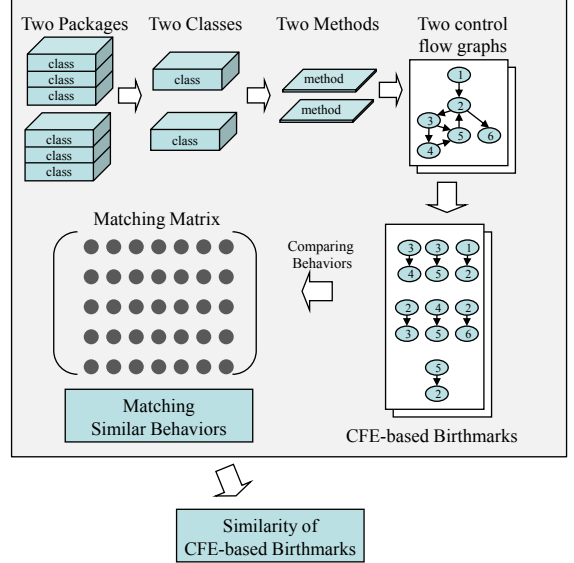 Two Packages
Two Classes
Two Methods
Two control
flow graphs
class
class
class
class
class
class
class
class
method
method
1
2
3
5
6
4
Matching Matrix
Comparing
Behaviors
3 3 1
4 5 2
2 4 2
3 5 6
5
2
Matching
Similar Behaviors
CFE-based Birthmarks
Similarity of
CFE-based Birthmarks